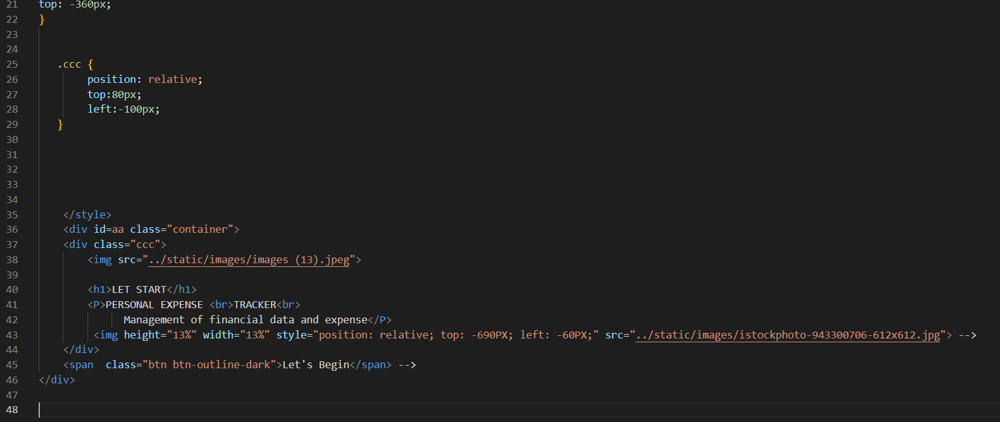 21 top: -360px;
22 }
23
24
25 .ccc {
26 position: relative;
27 top:80px;
28 left:-100px;
29 }
30
31
32
33
34
35 </style>
36 <div id=aa class="container">
37 <div class="ccc">
38 <img src="../static/images/images (13).jpeg">
39
40 <h1>LET START</h1>
41 <P>PERSONAL EXPENSE <br>TRACKER<br>
42 Management of financial data and expense</P>
43 <img height="13%" width="13%" style="position: relative; top: -690PX; left: -60PX;" src="../static/images/istockphoto-943300706-612x612.jpg"> -->
44 </div>
45 <span  class="btn btn-outline-dark">Let's Begin</span> -->
46 </div>
47
48